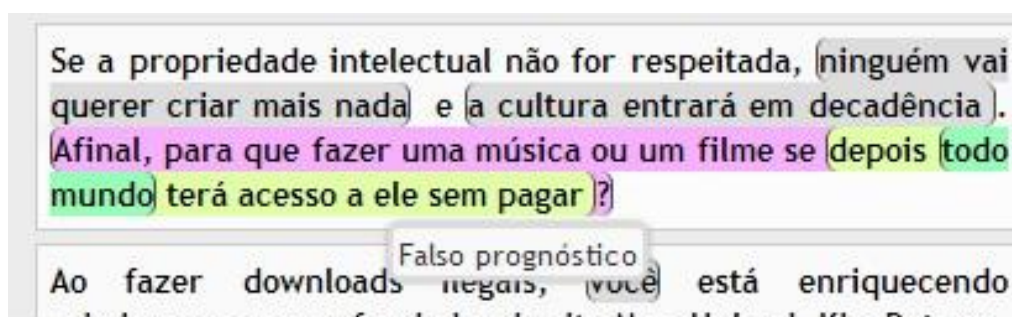 Se a propriedade intelectual não for respeitada, ninguém vai
querer criar mais nada e a cultura entrará em decadência .
Afinal, para que fazer uma música ou um filme se depois todo
mundo terá acesso a ele sem pagar ?
Falso prognóstico
Ao fazer downloads ilegais, você está enriquecendo